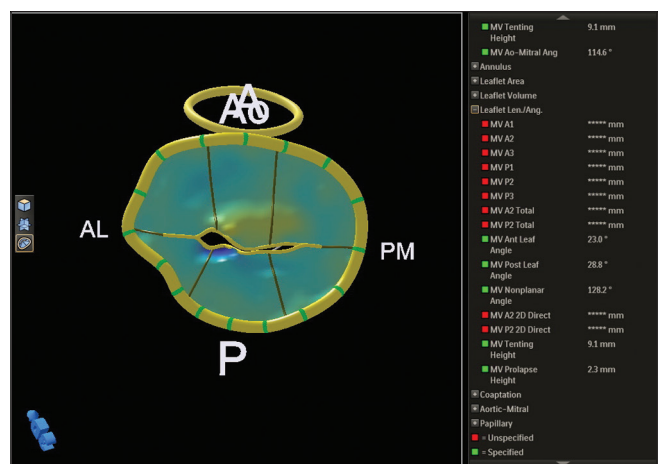 A
Ao
AL
PM
P
MV Tenting 9.1 mm
Height
MV Ao-Mitral Ang 114.6 °
Annulus
Leaflet Area
Leaflet Volume
Leaflet Len./Ang.
MV A1 ***** mm
MV A2 ***** mm
MV A3 ***** mm
MV P1 ***** mm
MV P2 ***** mm
MV P3 ***** mm
MV A2 Total ***** mm
MV P2 Total ***** mm
MV Ant Leaf 23.0 °
Angle
MV Post Leaf 28.8 °
Angle
MV Nonplanar 128.2 °
Angle
MV A2 2D Direct ***** mm
MV P2 2D Direct ***** mm
MV Tenting 9.1 mm
Height
MV Prolapse 2.3 mm
Height
Coaptation
Aortic-Mitral
Papillary
= Unspecified
= Specified